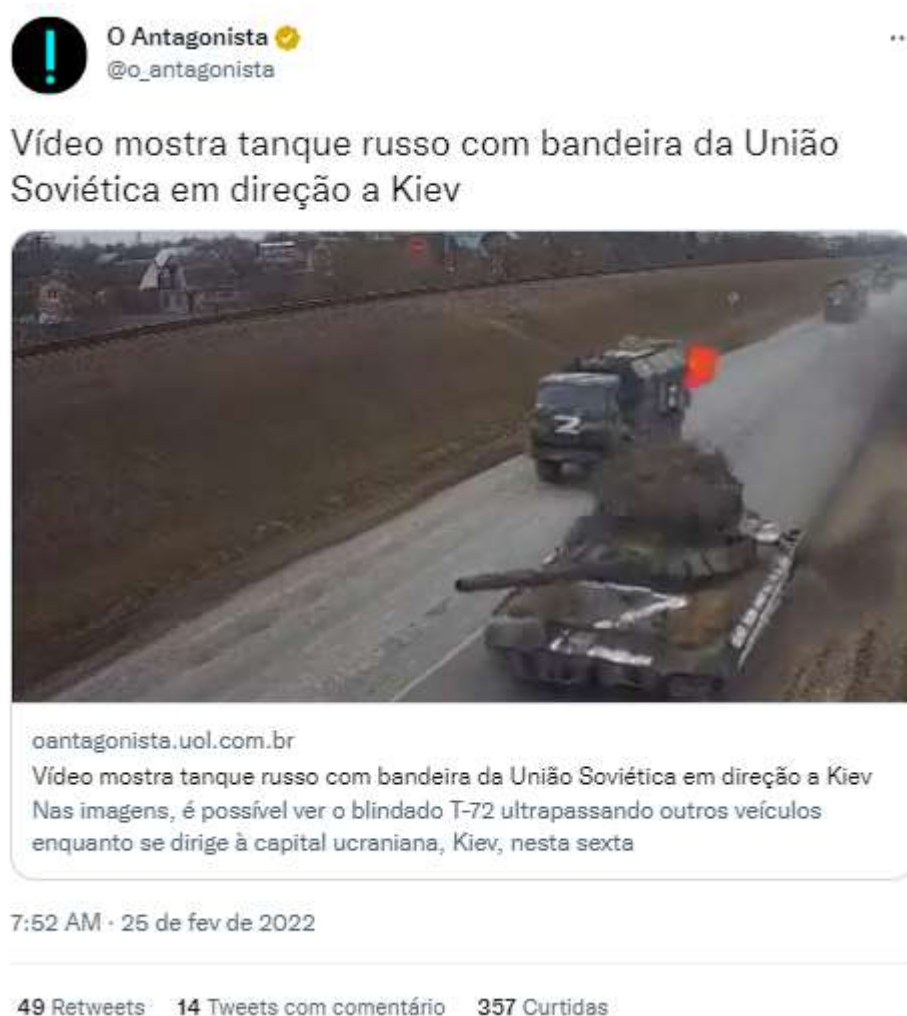 O Antagonista
@o_antagonista
Vídeo mostra tanque russo com bandeira da União
Soviética em direção a Kiev
Z
oantagonista.uol.com.br
Vídeo mostra tanque russo com bandeira da União Soviética em direção a Kiev
Nas imagens, é possível ver o blindado T-72 ultrapassando outros veículos
enquanto se dirige à capital ucraniana, Kiev, nesta sexta
7:52 AM · 25 de fev de 2022
49 Retweets 14 Tweets com comentário 357 Curtidas